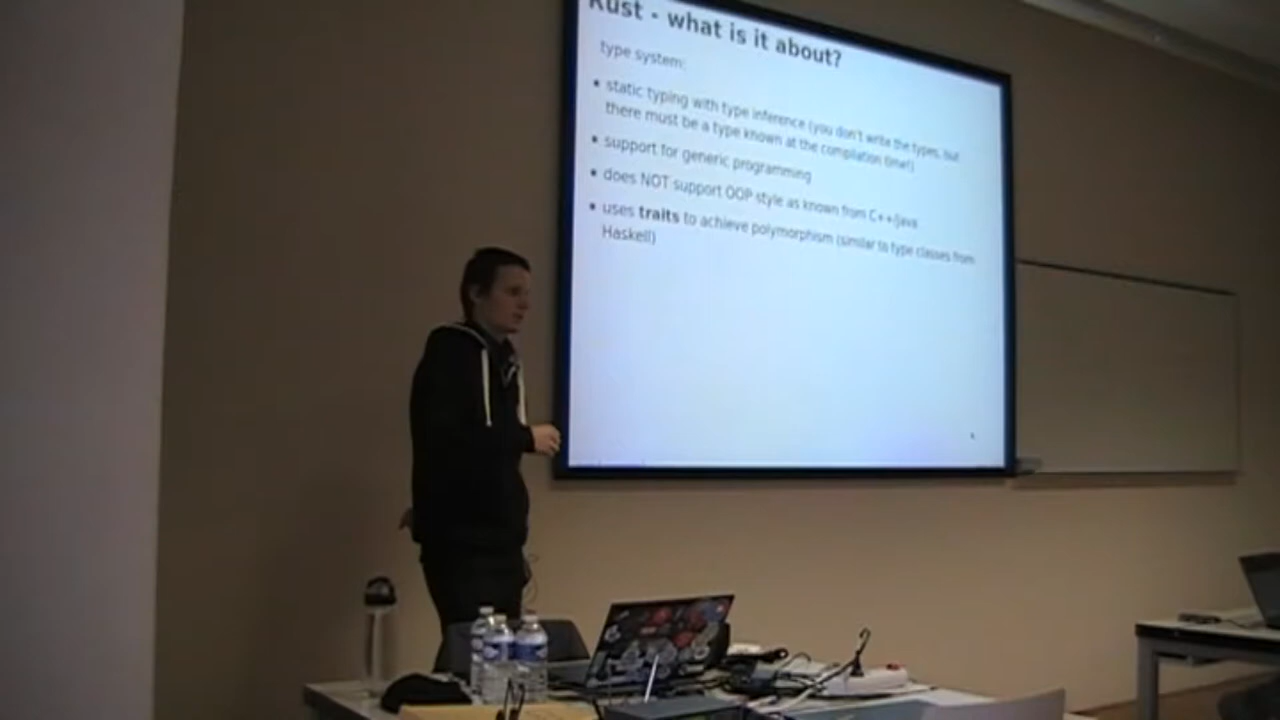 Rust - what is it about?
type system:
• static typing with type inference (you don't write the types, but
there must be a type known at the compilation time!)
• support for generic programming
• does NOT support OOP style as known from C++/Java
• uses traits to achieve polymorphism (similar to type classes from
Haskell)